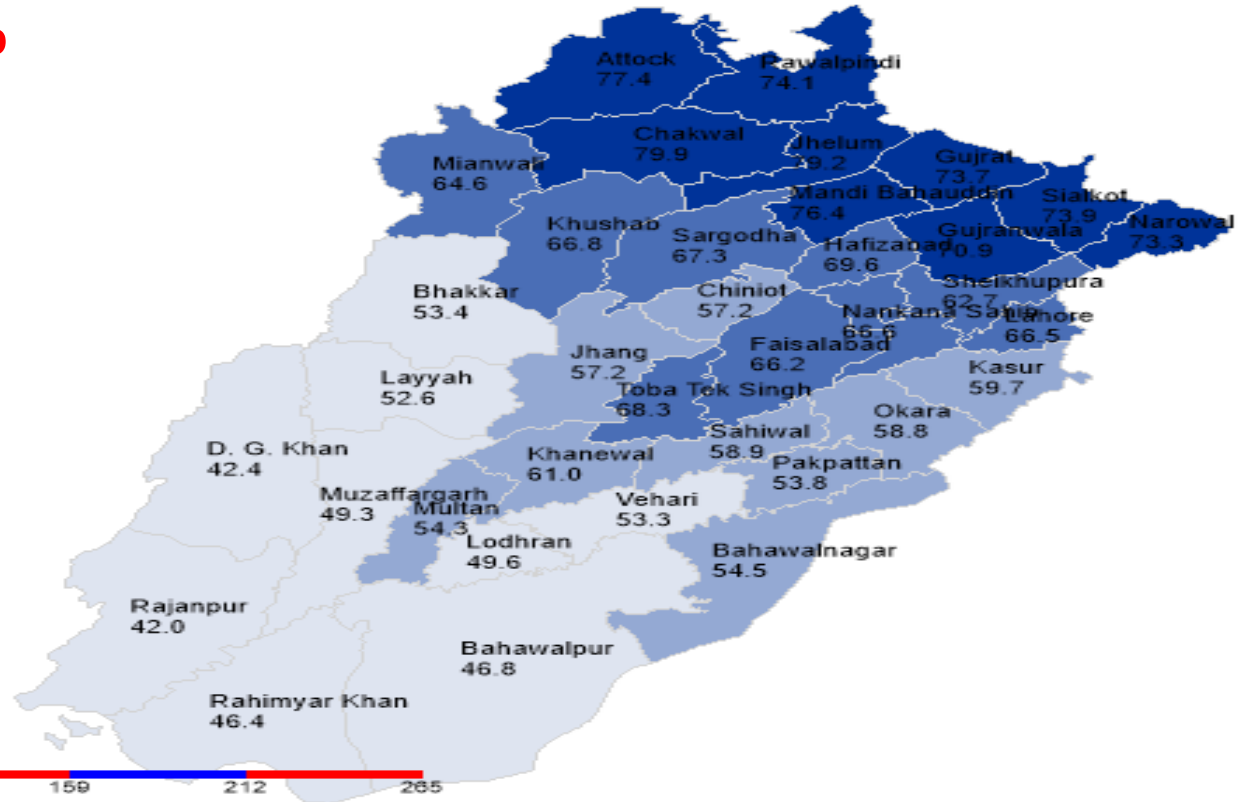 Attock
77.4
Rawalpindi
74.1
Chakwal
79.9
Jhelum
79.2
Gujrat
73.7
Mianwali
64.6
Mandi Bahauddin
76.4
Sialkot
73.9
Narowal
73.3
Khushab
66.8
Sargodha
67.3
Hafizabad
69.6
Gujranwala
70.9
Bhakkar
53.4
Chiniot
57.2
Sheikhupura
62.7
Nankana Sahib
66.6
Lahore
66.5
Faisalabad
66.2
Jhang
57.2
Layyah
52.6
Toba Tek Singh
68.3
Kasur
59.7
Okara
58.8
D. G. Khan
42.4
Khanewal
61.0
Sahiwal
58.9
Pakpattan
53.8
Muzaffargarh
49.3
Multan
54.3
Vehari
53.3
Lodhran
49.6
Bahawalnagar
54.5
Rajanpur
42.0
Bahawalpur
46.8
Rahimyar Khan
46.4
159 212 265